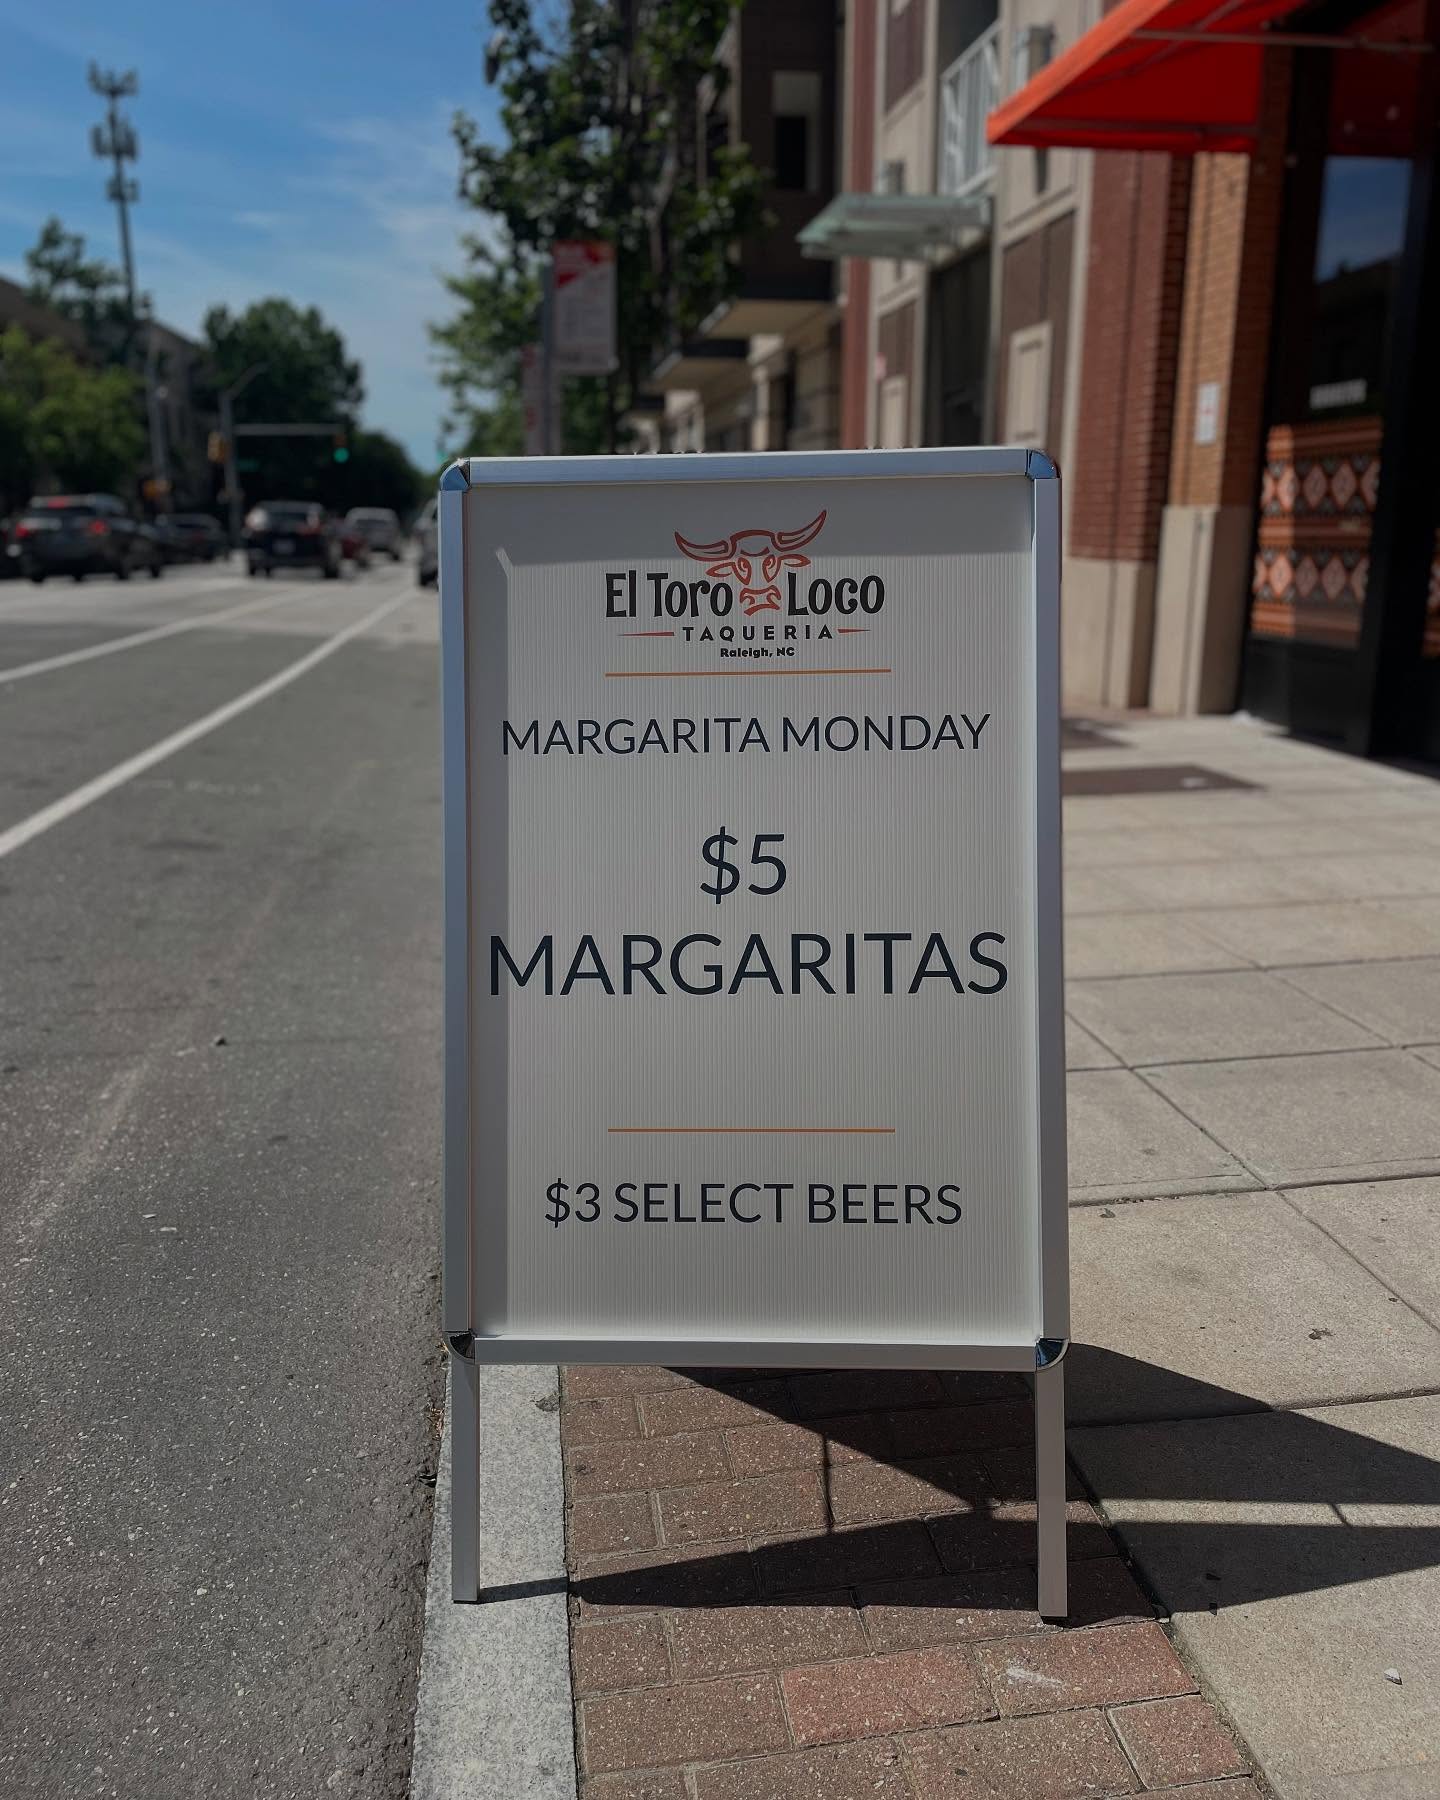 El Toro Loco
TAQUERIA
Raleigh, NC
MARGARITA MONDAY
$5
MARGARITAS
$3 SELECT BEERS